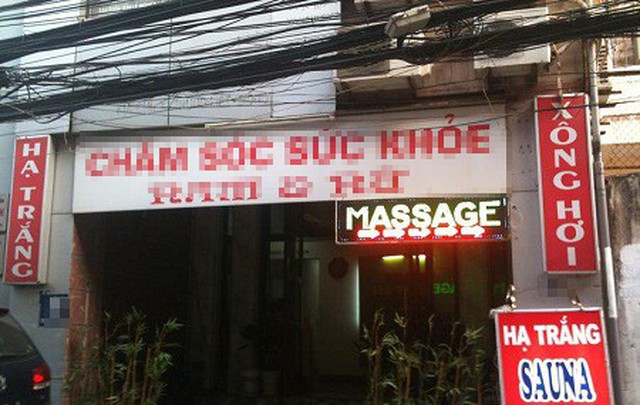 HẠ TRẮNG
CHĂM SÓC SỨC KHỎE
MASSAGE
XÔNG HƠI
HẠ TRẮNG
SAUNA